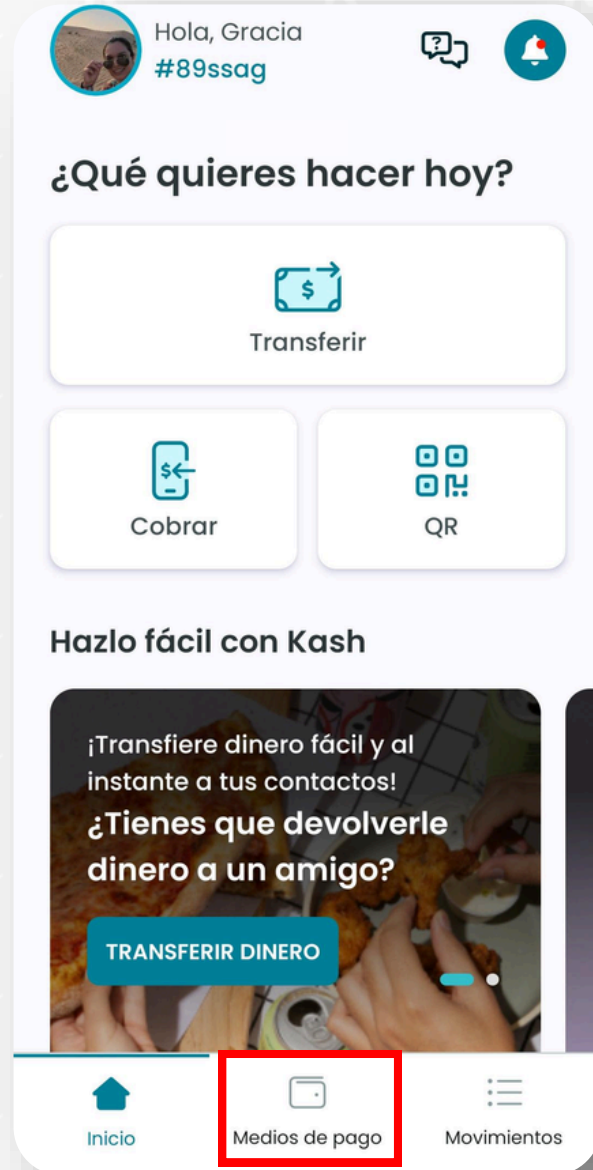 Hola, Gracia
#89ssag
¿Qué quieres hacer hoy?
$
Transferir
$
Cobrar
QR
Hazlo fácil con Kash
¡Transfiere dinero fácil y al
instante a tus contactos!
¿Tienes que devolverle
dinero a un amigo?
TRANSFERIR DINERO
Inicio
Medios de pago
Movimientos